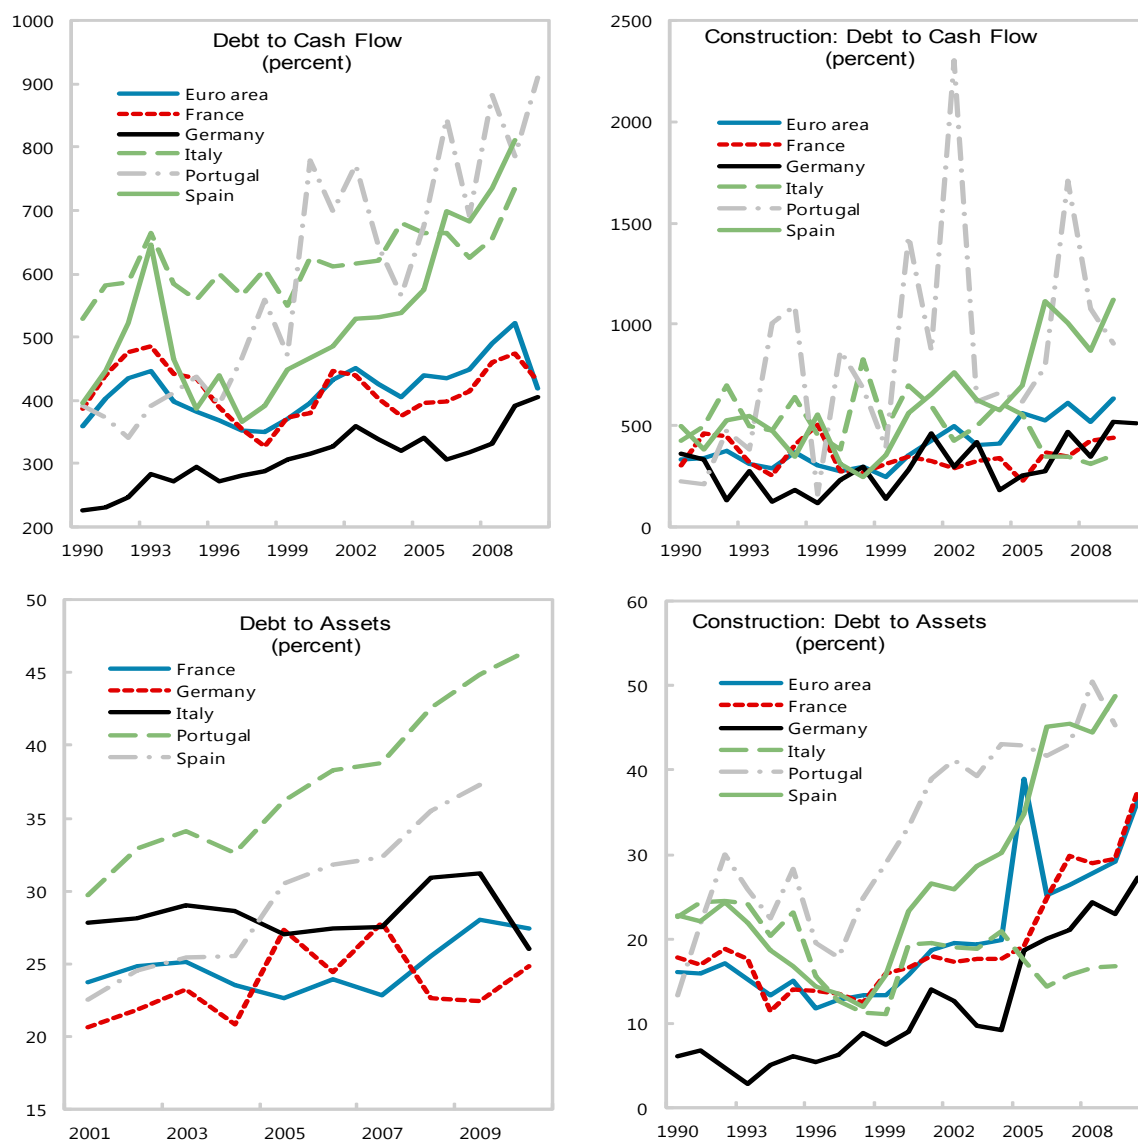 Debt to Cash Flow
(percent)
1000
900
800
700
600
500
400
300
200
Euro area
France
Germany
Italy
Portugal
Spain
1990 1993 1996 1999 2002 2005 2008
Construction: Debt to Cash Flow
(percent)
2500
2000
1500
1000
500
0
Euro area
France
Germany
Italy
Portugal
Spain
1990 1993 1996 1999 2002 2005 2008
Debt to Assets
(percent)
50
45
40
35
30
25
20
15
France
Germany
Italy
Portugal
Spain
2001 2003 2005 2007 2009
Construction: Debt to Assets
(percent)
60
50
40
30
20
10
0
Euro area
France
Germany
Italy
Portugal
Spain
1990 1993 1996 1999 2002 2005 2008